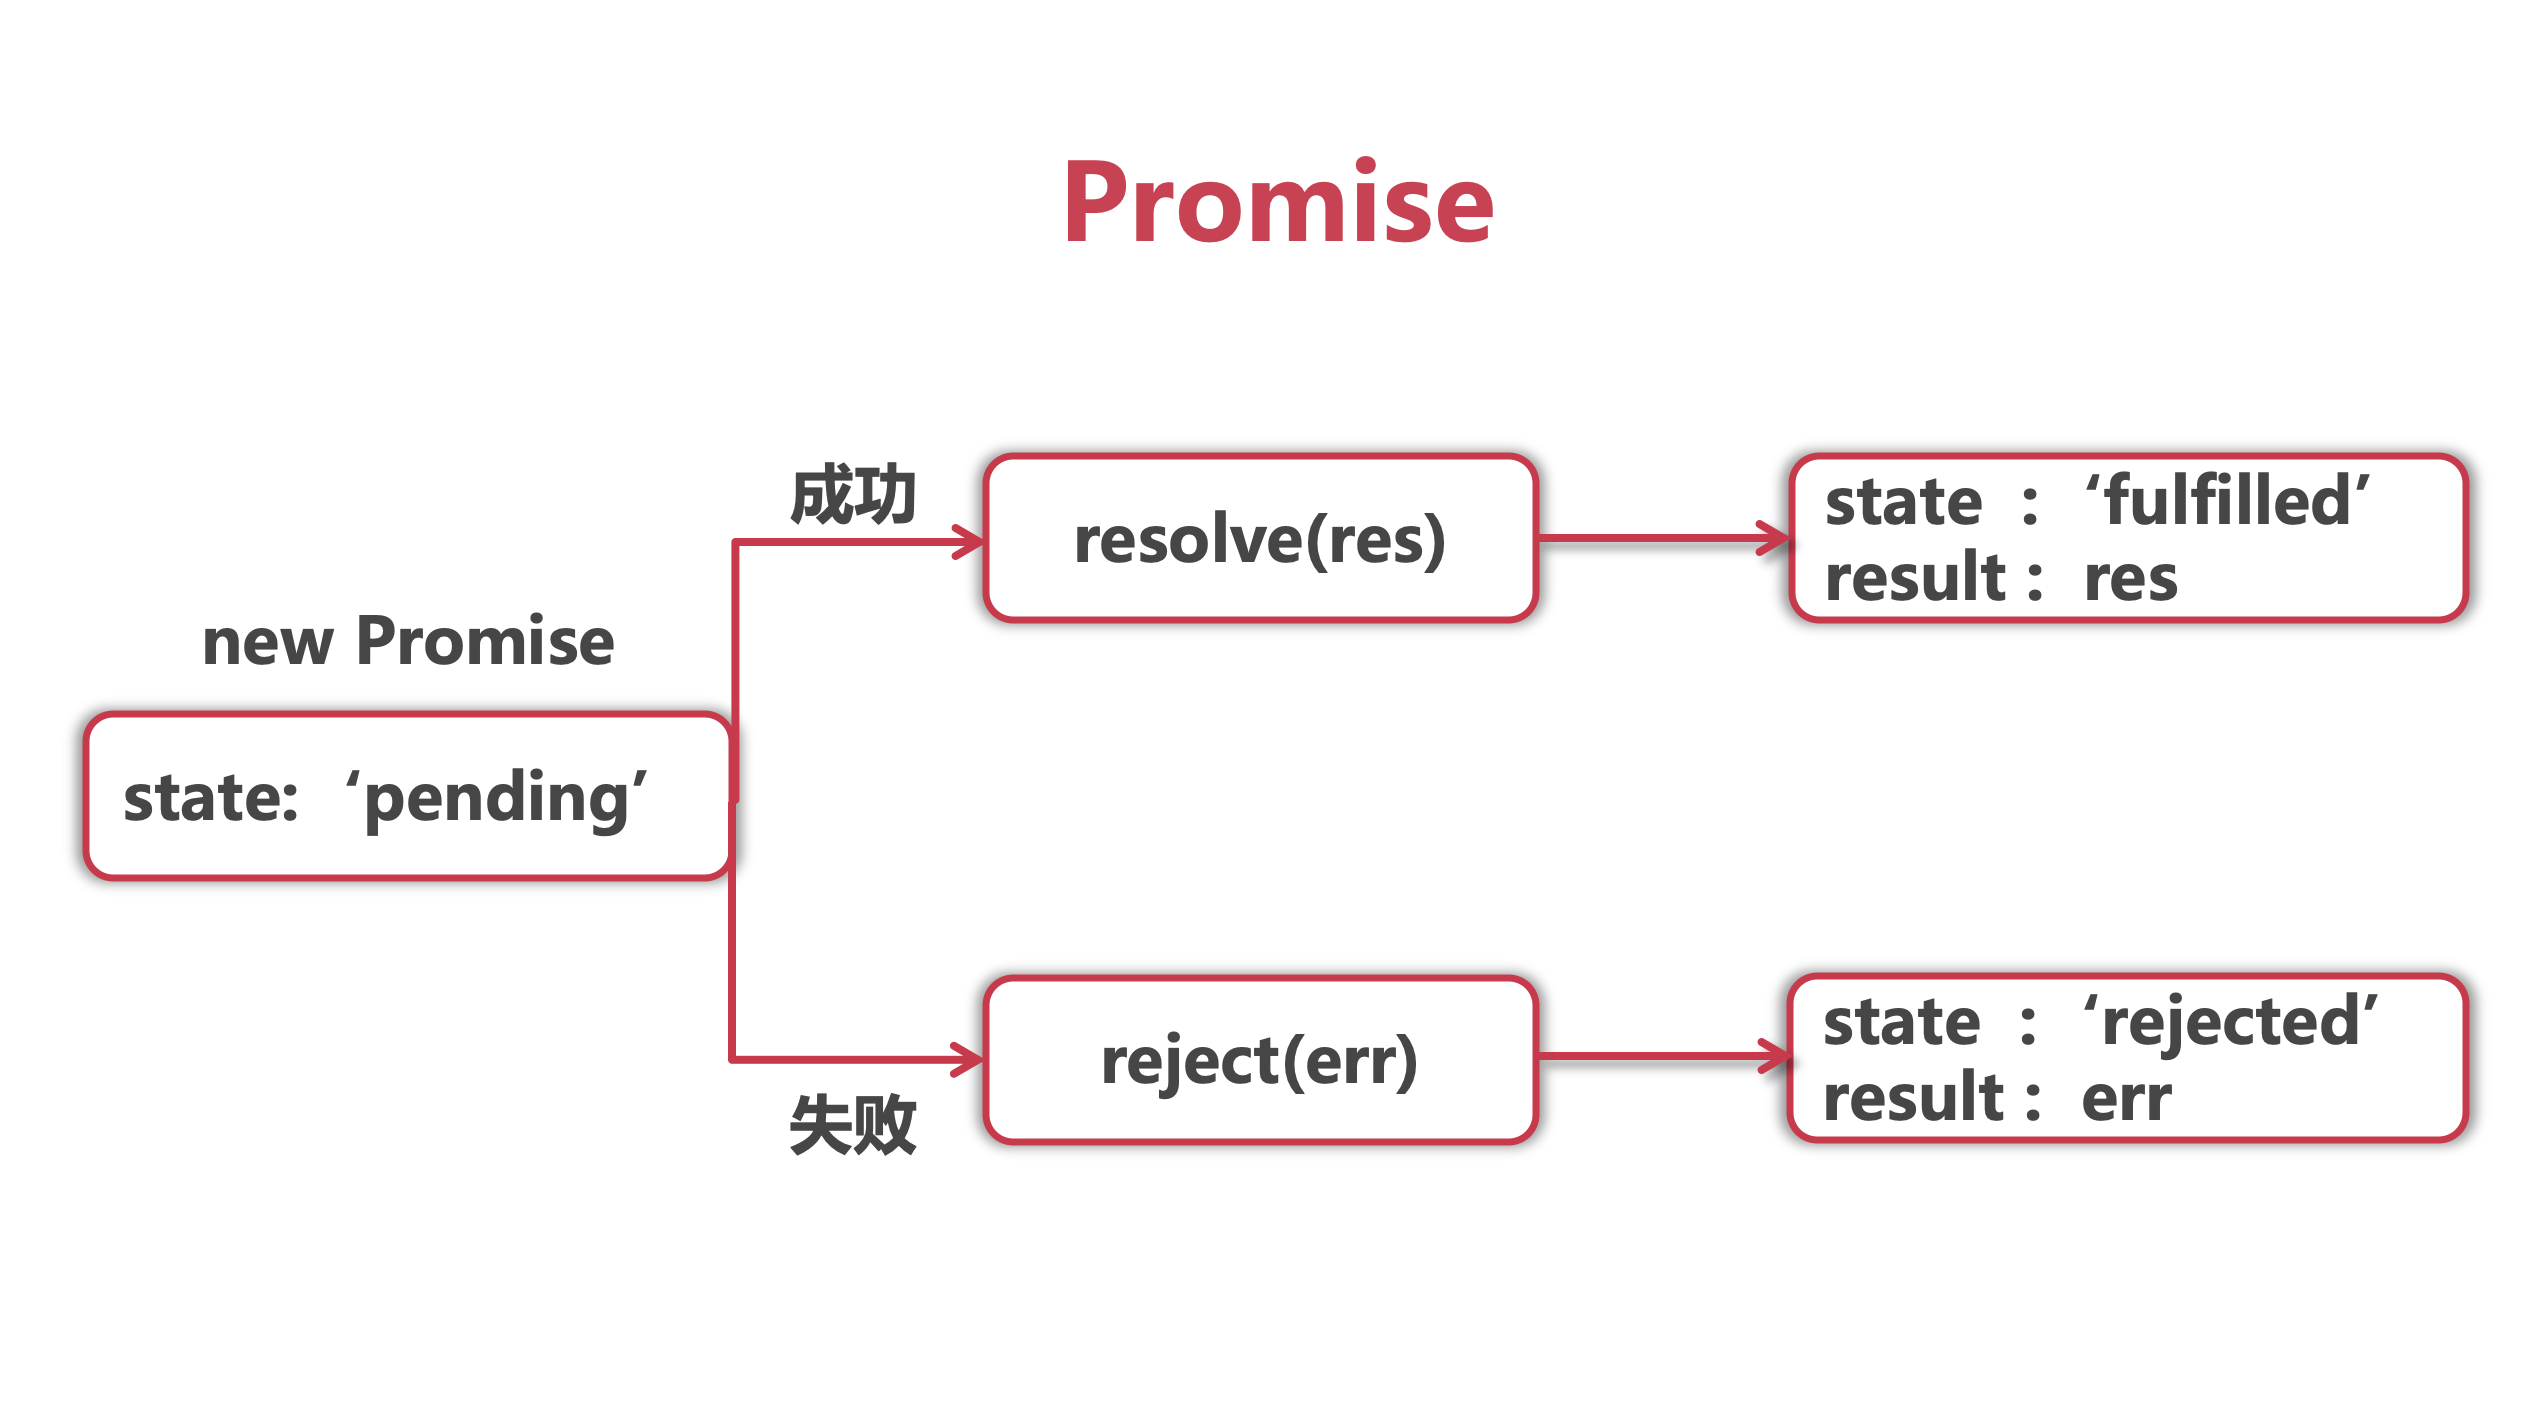 Promise
成功
resolve(res)
state : ‘fulfilled’
result : res
new Promise
state: ‘pending’
失败
reject(err)
state : ‘rejected’
result : err